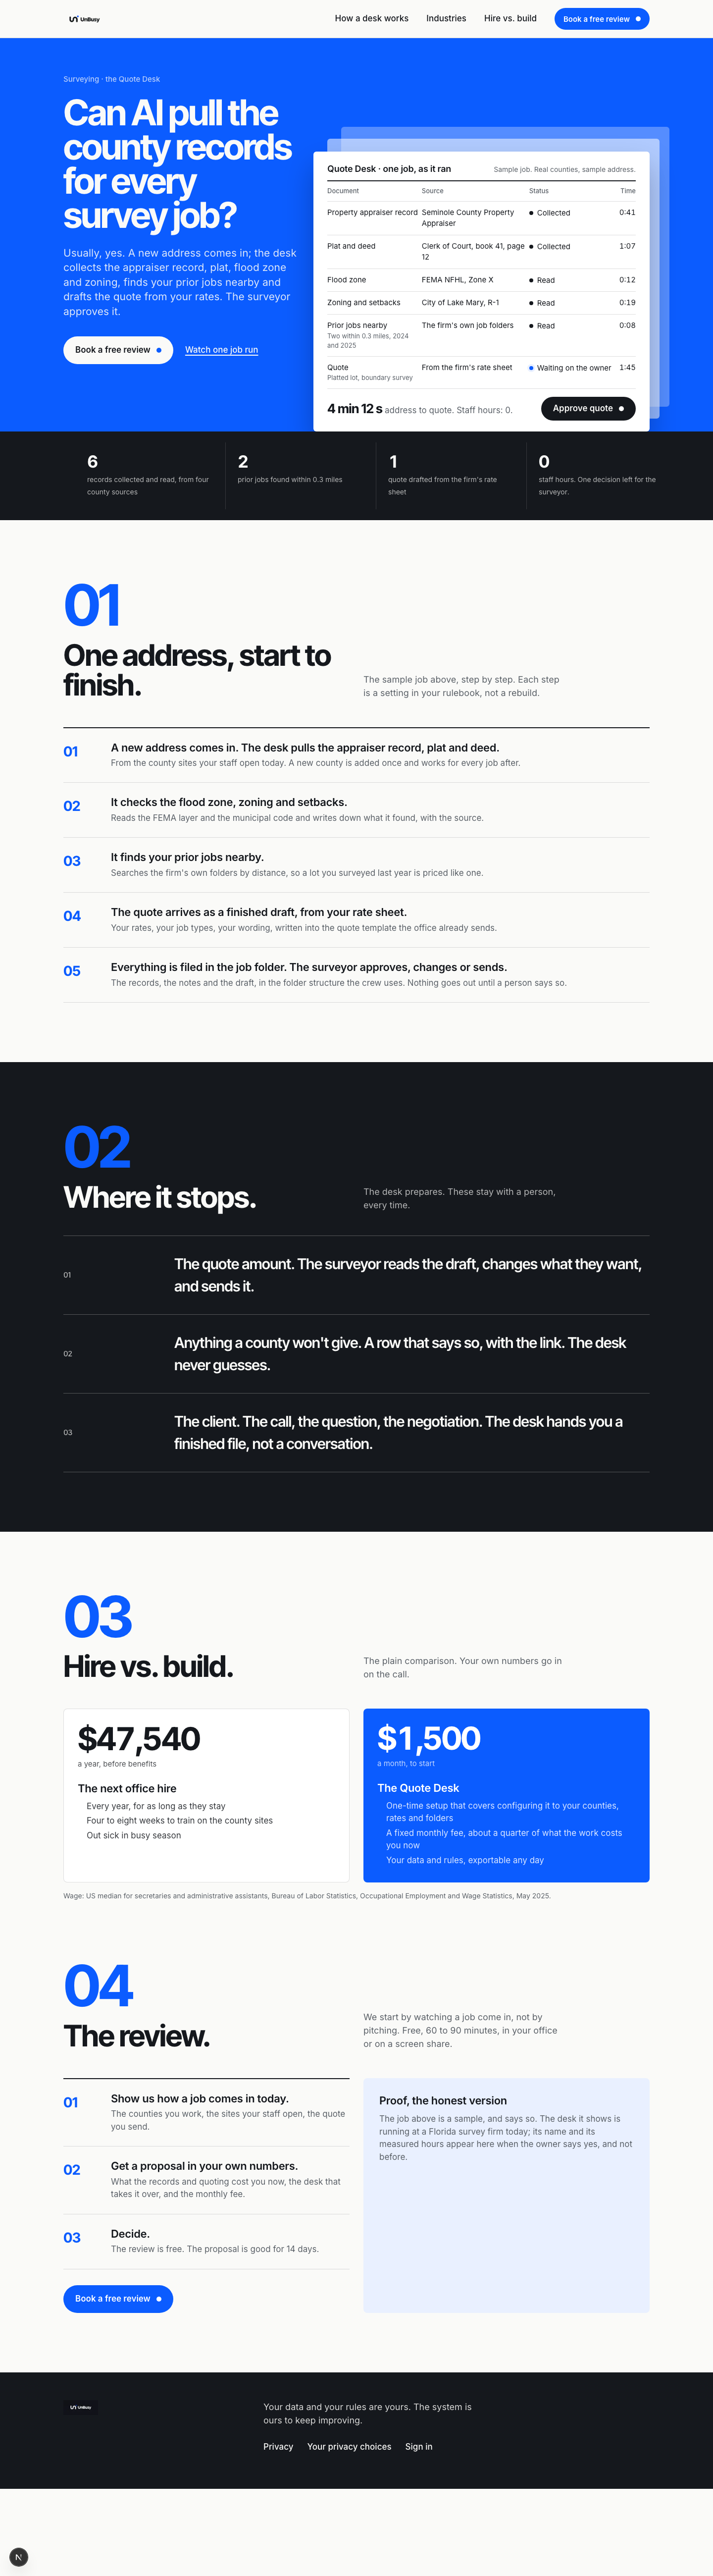 UnBusy
How a desk works
Industries
Hire vs. build
Book a free review
Surveying · the Quote Desk
Can AI pull the
county records
for every
survey job?
Usually, yes. A new address comes in; the desk
collects the appraiser record, plat, flood zone
and zoning, finds your prior jobs nearby and
drafts the quote from your rates. The surveyor
approves it.
Book a free review
Watch one job run
Quote Desk · one job, as it ran
Sample job. Real counties, sample address.
Document Source Status Time
Property appraiser record Seminole County Property Collected 0:41
Appraiser
Plat and deed Clerk of Court, book 41, page Collected 1:07
12
Flood zone FEMA NFHL, Zone X Read 0:12
Zoning and setbacks City of Lake Mary, R-1 Read 0:19
Prior jobs nearby The firm's own job folders Read 0:08
Two within 0.3 miles, 2024
and 2025
Quote From the firm's rate sheet Waiting on the owner 1:45
Platted lot, boundary survey
4 min 12 s address to quote. Staff hours: 0.
Approve quote
6
records collected and read, from four
county sources
2
prior jobs found within 0.3 miles
1
quote drafted from the firm's rate
sheet
0
staff hours. One decision left for the
surveyor.
01
One address, start to
finish.
The sample job above, step by step. Each step
is a setting in your rulebook, not a rebuild.
01
A new address comes in. The desk pulls the appraiser record, plat and deed.
From the county sites your staff open today. A new county is added once and works for every job after.
02
It checks the flood zone, zoning and setbacks.
Reads the FEMA layer and the municipal code and writes down what it found, with the source.
03
It finds your prior jobs nearby.
Searches the firm's own folders by distance, so a lot you surveyed last year is priced like one.
04
The quote arrives as a finished draft, from your rate sheet.
Your rates, your job types, your wording, written into the quote template the office already sends.
05
Everything is filed in the job folder. The surveyor approves, changes or sends.
The records, the notes and the draft, in the folder structure the crew uses. Nothing goes out until a person says so.
02
Where it stops.
The desk prepares. These stay with a person,
every time.
01
The quote amount. The surveyor reads the draft, changes what they want,
and sends it.
02
Anything a county won't give. A row that says so, with the link. The desk
never guesses.
03
The client. The call, the question, the negotiation. The desk hands you a
finished file, not a conversation.
03
Hire vs. build.
The plain comparison. Your own numbers go in
on the call.
$47,540
a year, before benefits
The next office hire
Every year, for as long as they stay
Four to eight weeks to train on the county sites
Out sick in busy season
$1,500
a month, to start
The Quote Desk
One-time setup that covers configuring it to your counties,
rates and folders
A fixed monthly fee, about a quarter of what the work costs
you now
Your data and rules, exportable any day
Wage: US median for secretaries and administrative assistants, Bureau of Labor Statistics, Occupational Employment and Wage Statistics, May 2025.
04
The review.
We start by watching a job come in, not by
pitching. Free, 60 to 90 minutes, in your office
or on a screen share.
01
Show us how a job comes in today.
The counties you work, the sites your staff open, the quote
you send.
02
Get a proposal in your own numbers.
What the records and quoting cost you now, the desk that
takes it over, and the monthly fee.
03
Decide.
The review is free. The proposal is good for 14 days.
Book a free review
Proof, the honest version
The job above is a sample, and says so. The desk it shows is
running at a Florida survey firm today; its name and its
measured hours appear here when the owner says yes, and not
before.
UnBusy
Your data and your rules are yours. The system is
ours to keep improving.
Privacy
Your privacy choices
Sign in
N